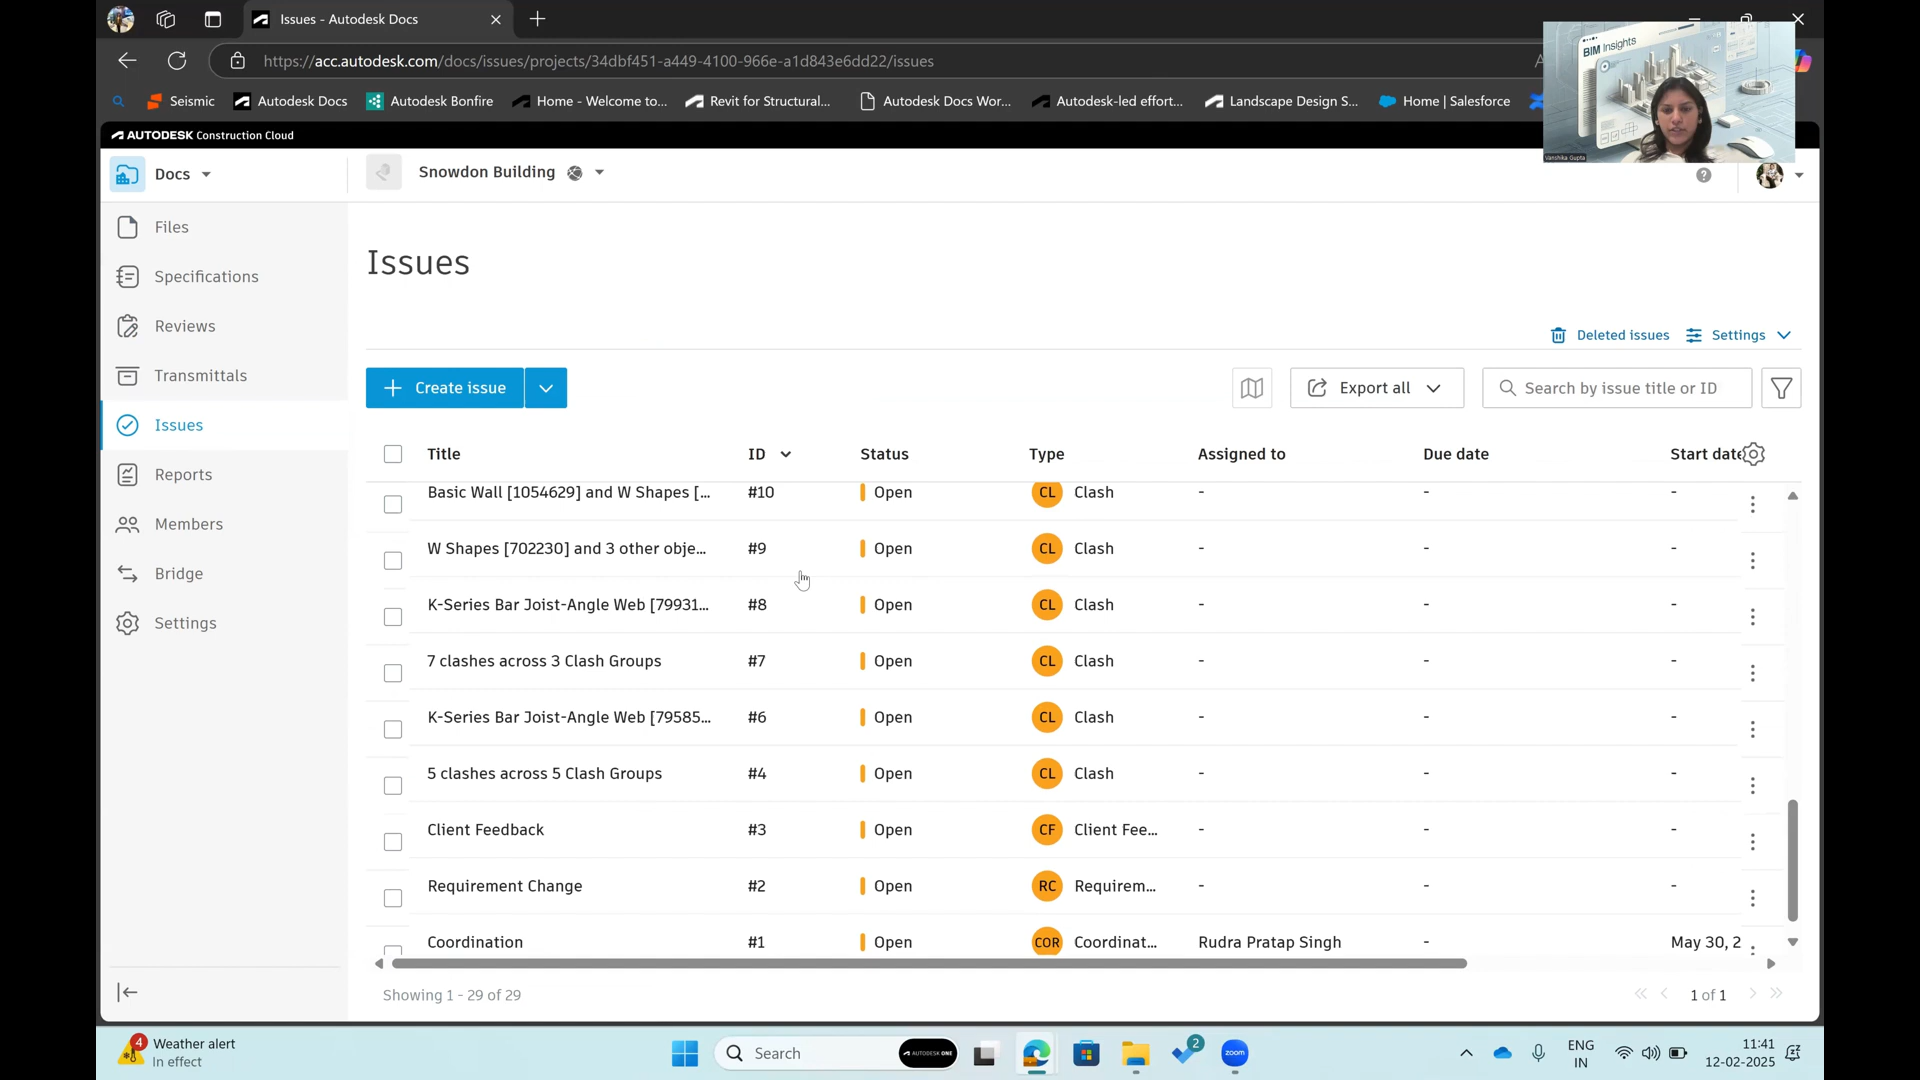 Issues - Autodesk Docs
https://acc.autodesk.com/docs/issues/projects/34dbf451-a449-4100-966e-a1d843e6dd22/issues
Seismic Autodesk Docs Autodesk Bonfire Home - Welcome to... Revit for Structural... Autodesk Docs Wor... Autodesk-led effort... Landscape Design S... Home | Salesforce
BIM Insights
Vanshika Gupta
AUTODESK Construction Cloud
Docs
Snowdon Building
Files
Specifications
Reviews
Transmittals
Issues
Reports
Members
Bridge
Settings
Issues
Deleted issues Settings
Create issue
Export all
Search by issue title or ID
Title ID Status Type Assigned to Due date Start date
Basic Wall [1054629] and W Shapes [... #10 Open CL Clash - - -
W Shapes [702230] and 3 other obje... #9 Open CL Clash - - -
K-Series Bar Joist-Angle Web [79931... #8 Open CL Clash - - -
7 clashes across 3 Clash Groups #7 Open CL Clash - - -
K-Series Bar Joist-Angle Web [79585... #6 Open CL Clash - - -
5 clashes across 5 Clash Groups #4 Open CL Clash - - -
Client Feedback #3 Open CF Client Fee... - - -
Requirement Change #2 Open RC Requirem... - - -
Coordination #1 Open COR Coordinat... Rudra Pratap Singh - May 30, 2
Showing 1 - 29 of 29
1 of 1
4
Weather alert
In effect
Search
AUTODESK ONE
2
zoom
ENG
IN
11:41
12-02-2025